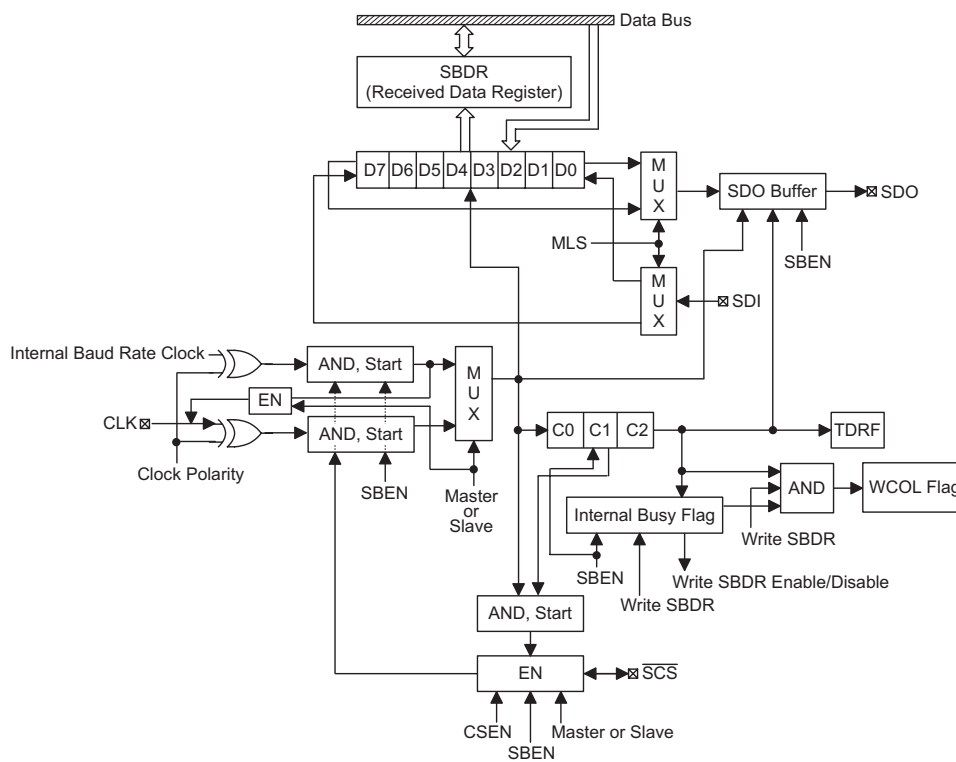 Data Bus
SBDR
(Received Data Register)
D7 D6 D5 D4 D3 D2 D1 D0
M
U
X
SDO Buffer
SDO
MLS
SBEN
M
U
X
SDI
Internal Baud Rate Clock
AND, Start
M
U
X
EN
CLK
AND, Start
C0 C1 C2
TDRF
Clock Polarity
SBEN
Master
or
Slave
AND
WCOL Flag
Internal Busy Flag
Write SBDR
SBEN
Write SBDR
Write SBDR Enable/Disable
AND, Start
EN
SCS
CSEN
SBEN
Master or Slave